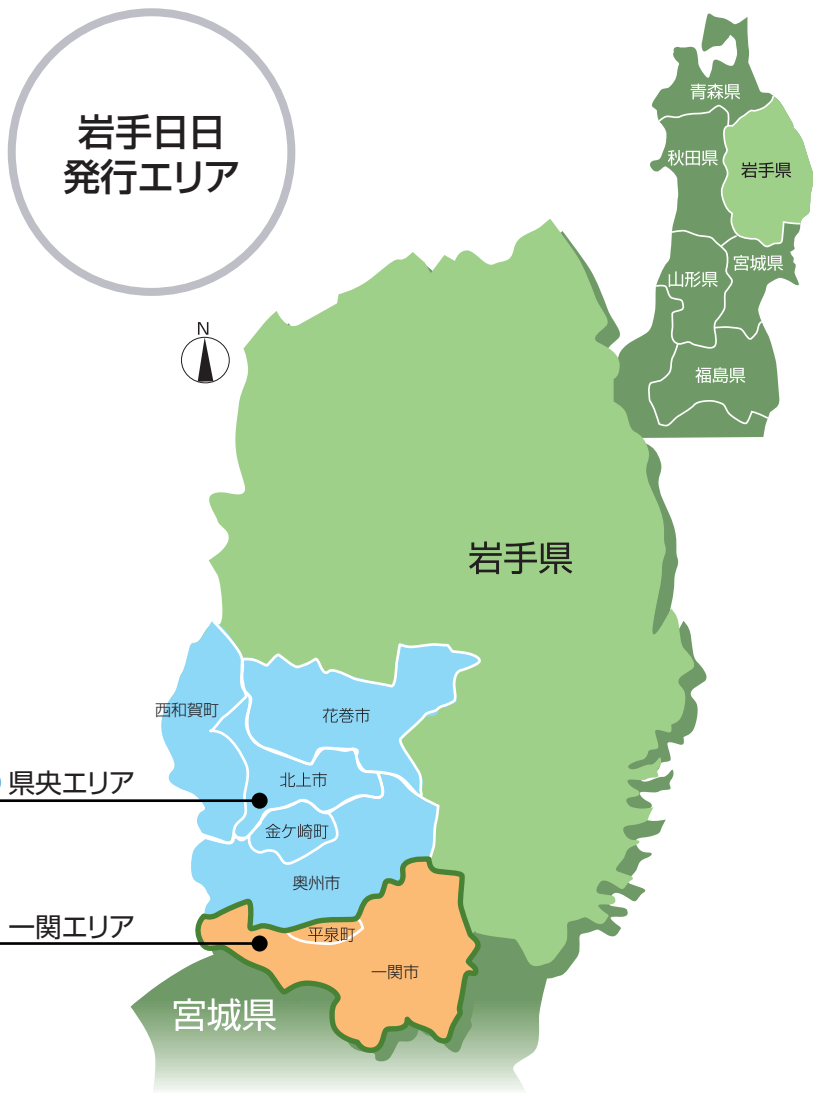 岩手日日
発行エリア
青森県
秋田県
岩手県
宮城県
山形県
福島県
N
岩手県
西和賀町
花巻市
県央エリア
北上市
金ケ崎町
奥州市
一関エリア
平泉町
一関市
宮城県